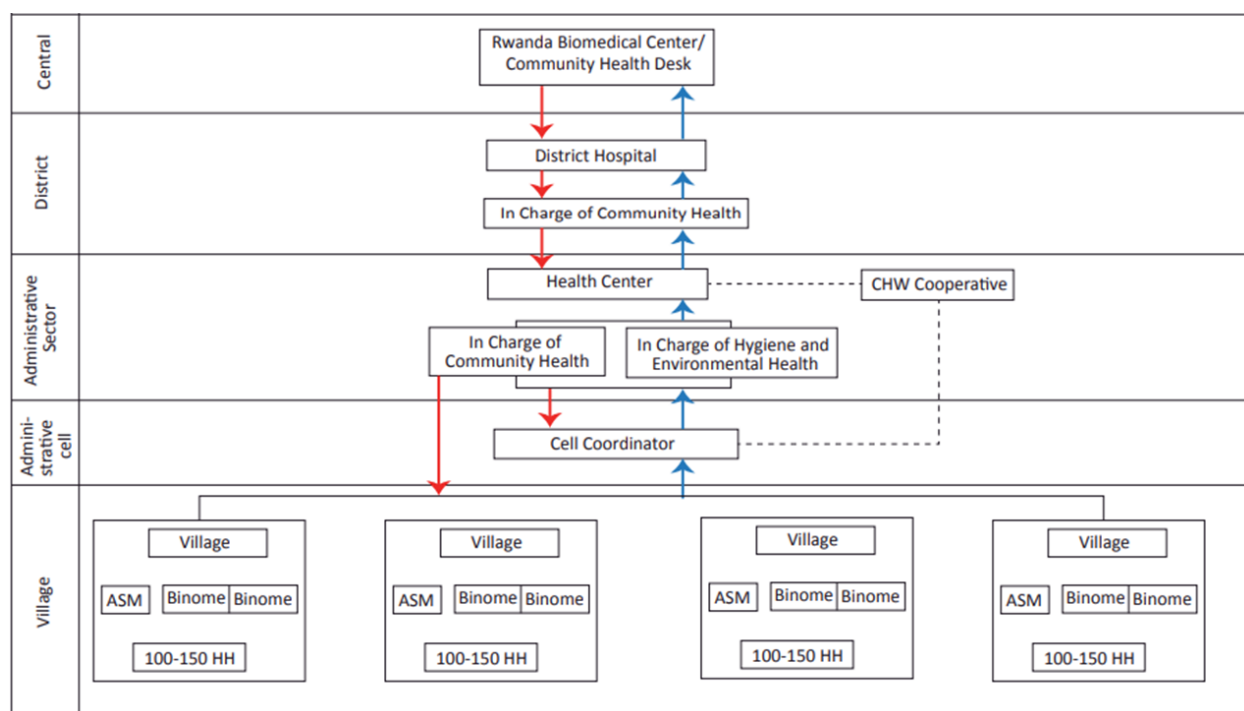 Central
Rwanda Biomedical Center/
Community Health Desk
District
District Hospital
In Charge of Community Health
Administrative
Sector
Health Center
CHW Cooperative
In Charge of
Community Health
In Charge of Hygiene and
Environmental Health
Admini-
strative
cell
Cell Coordinator
Village
Village
ASM
Binome
Binome
100-150 HH
Village
ASM
Binome
Binome
100-150 HH
Village
ASM
Binome
Binome
100-150 HH
Village
ASM
Binome
Binome
100-150 HH